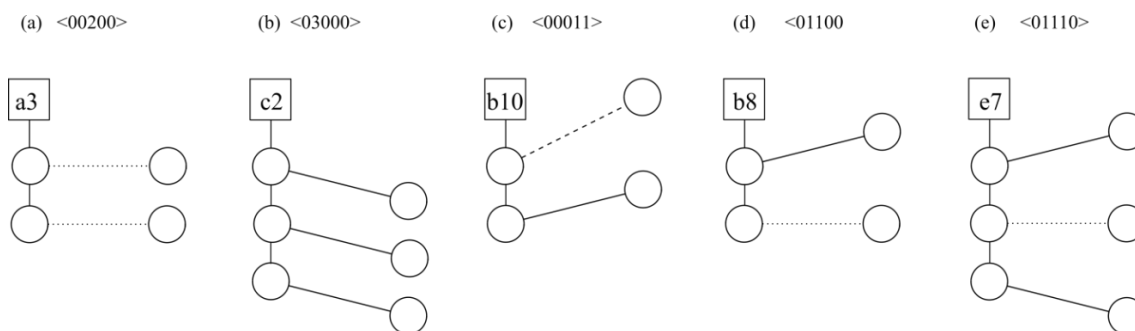 (a) <00200> (b) <03000> (c) <00011> (d) <01100 (e) <01110>
a3 c2 b10 b8 e7